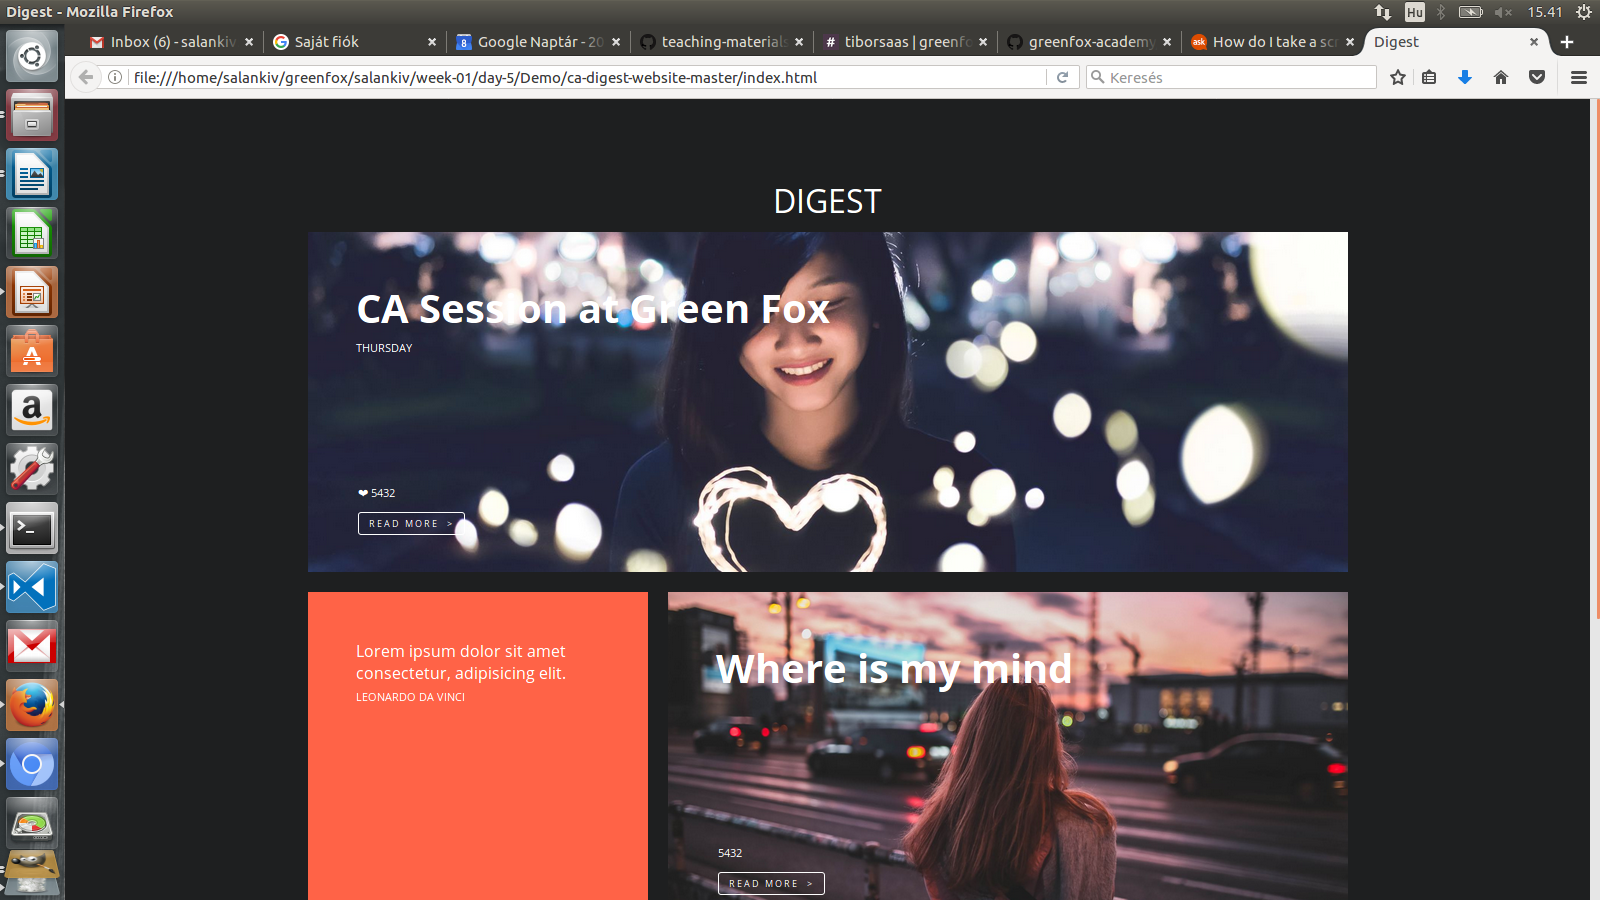 Digest - Mozilla Firefox
Hu
15.41
Inbox (6) - salankiv
Saját fiók
Google Naptár - 20
teaching-materials
tiborsaas | greenfo
greenfox-academy
How do I take a scr
Digest
file:///home/salankiv/greenfox/salankiv/week-01/day-5/Demo/ca-digest-website-master/index.html
Keresés
DIGEST
CA Session at Green Fox
THURSDAY
❤ 5432
READ MORE >
Lorem ipsum dolor sit amet
consectetur, adipisicing elit.
LEONARDO DA VINCI
Where is my mind
5432
READ MORE >